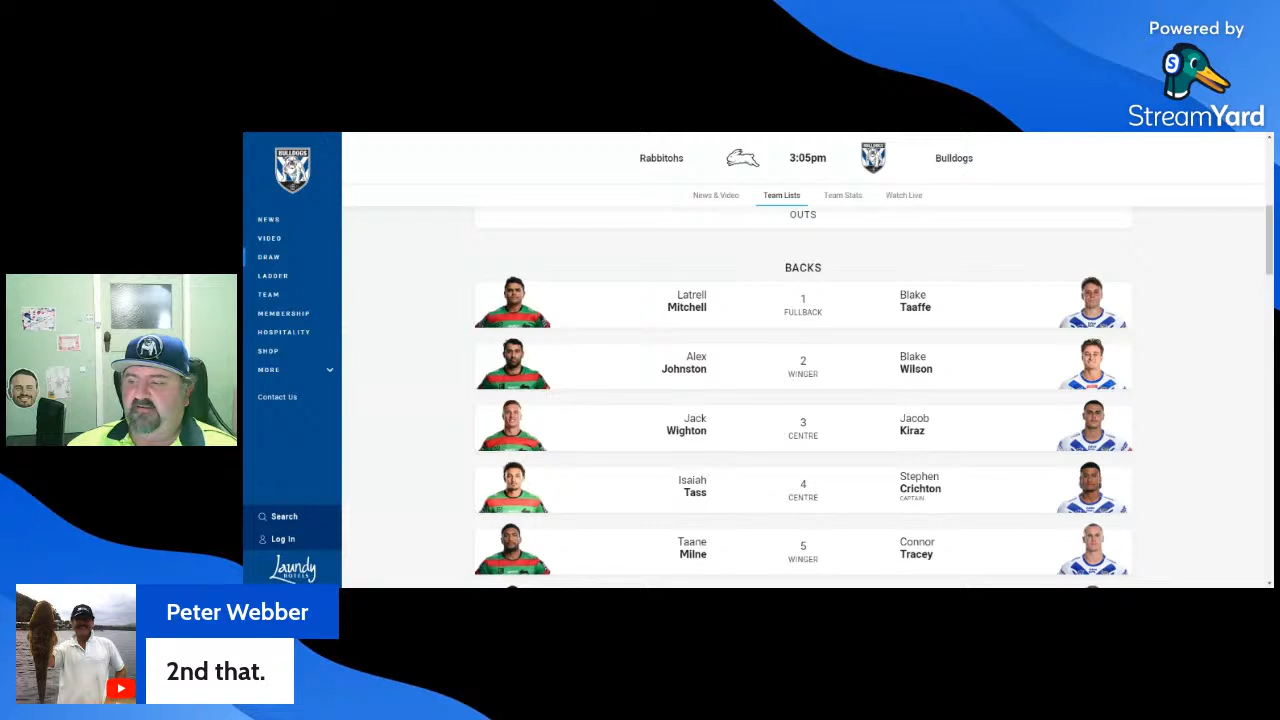 Powered by
StreamYard
BULLDOGS
Rabbitohs
3:05pm
BULLDOGS
Bulldogs
News & Video
Team Lists
Team Stats
Watch Live
NEWS
VIDEO
DRAW
LADDER
TEAM
MEMBERSHIP
HOSPITALITY
SHOP
MORE
Contact Us
Search
Log In
Laundy
HOTELS
OUTS
BACKS
Latrell
Mitchell
1
FULLBACK
Blake
Taaffe
Alex
Johnston
2
WINGER
Blake
Wilson
Jack
Wighton
3
CENTRE
Jacob
Kiraz
Isaiah
Tass
4
CENTRE
Stephen
Crichton
CAPTAIN
Taane
Milne
5
WINGER
Connor
Tracey
Peter Webber
2nd that.